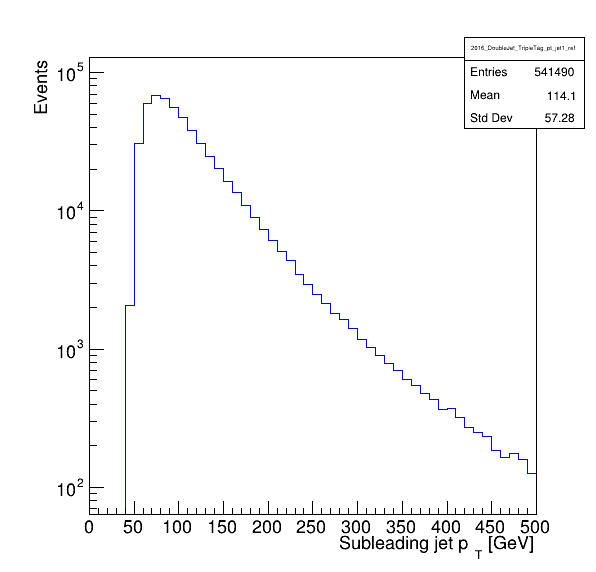 2016_DoubleJet_TripleTag_pt_jet1_ref
Entries 541490
Mean 114.1
Std Dev 57.28
Events
10^5
10^4
10^3
10^2
0 50 100 150 200 250 300 350 400 450 500
Subleading jet p_T [GeV]